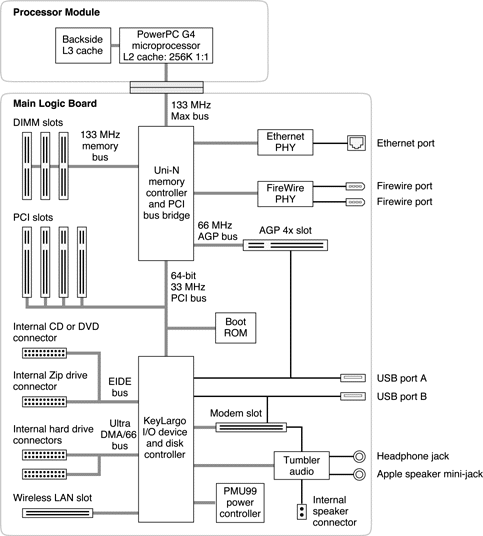 Processor Module
Backside
L3 cache
PowerPC G4
microprocessor
L2 cache: 256K 1:1
133 MHz
Max bus
Main Logic Board
DIMM slots
133 MHz
memory
bus
Uni-N
memory
controller
and PCI
bus bridge
Ethernet
PHY
Ethernet port
FireWire
PHY
Firewire port
Firewire port
PCI slots
66 MHz
AGP bus
AGP 4x slot
64-bit
33 MHz
PCI bus
Boot
ROM
Internal CD or DVD
connector
Internal Zip drive
connector
EIDE
bus
Ultra
DMA/66
bus
Internal hard drive
connectors
KeyLargo
I/O device
and disk
controller
USB port A
USB port B
Modem slot
Tumbler
audio
Headphone jack
Apple speaker mini-jack
Wireless LAN slot
PMU99
power
controller
Internal
speaker
connector